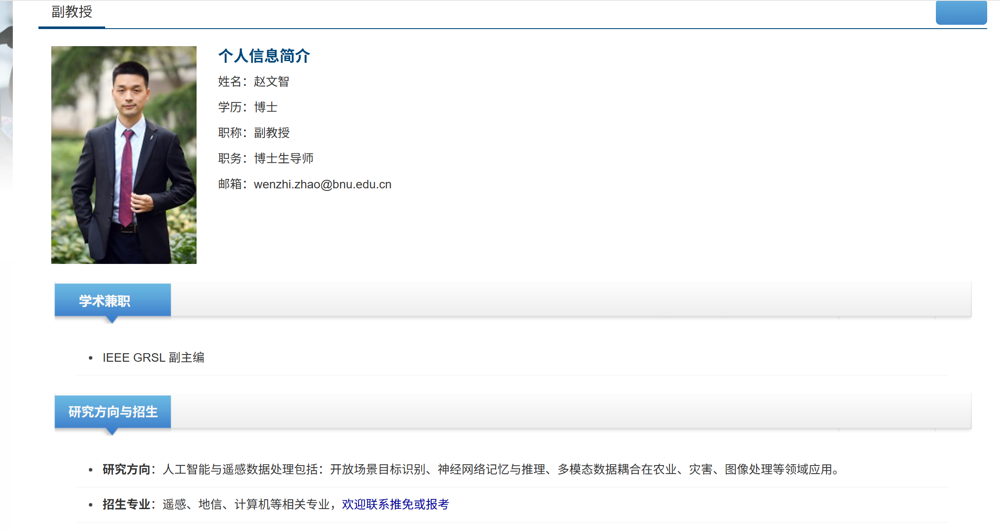 副教授
个人信息简介
姓名：赵文智
学历：博士
职称：副教授
职务：博士生导师
邮箱：wenzhi.zhao@bnu.edu.cn
学术兼职
IEEE GRSL 副主编
研究方向与招生
研究方向：人工智能与遥感数据处理包括：开放场景目标识别、神经网络记忆与推理、多模态数据耦合在农业、灾害、图像处理等领域应用。
招生专业：遥感、地信、计算机等相关专业，欢迎联系推免或报考